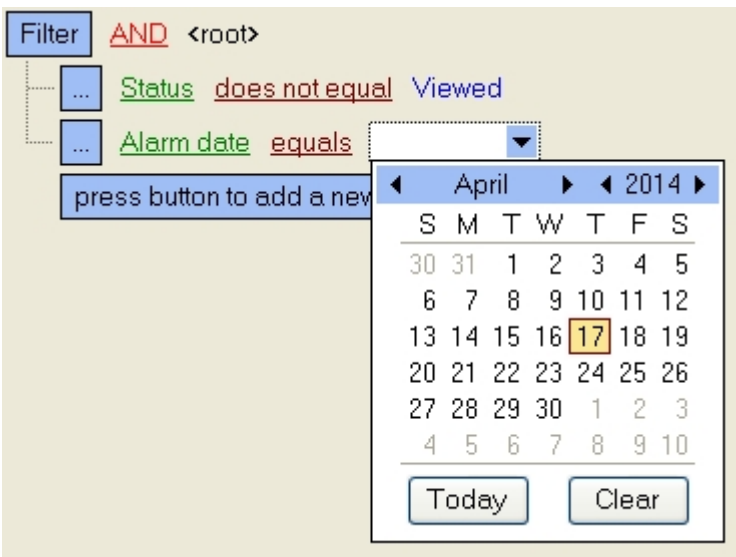 Filter AND <root>
... Status does not equal Viewed
... Alarm date equals
press button to add a new
April 2014
S M T W T F S
30 31 1 2 3 4 5
6 7 8 9 10 11 12
13 14 15 16 17 18 19
20 21 22 23 24 25 26
27 28 29 30 1 2 3
4 5 6 7 8 9 10
Today Clear